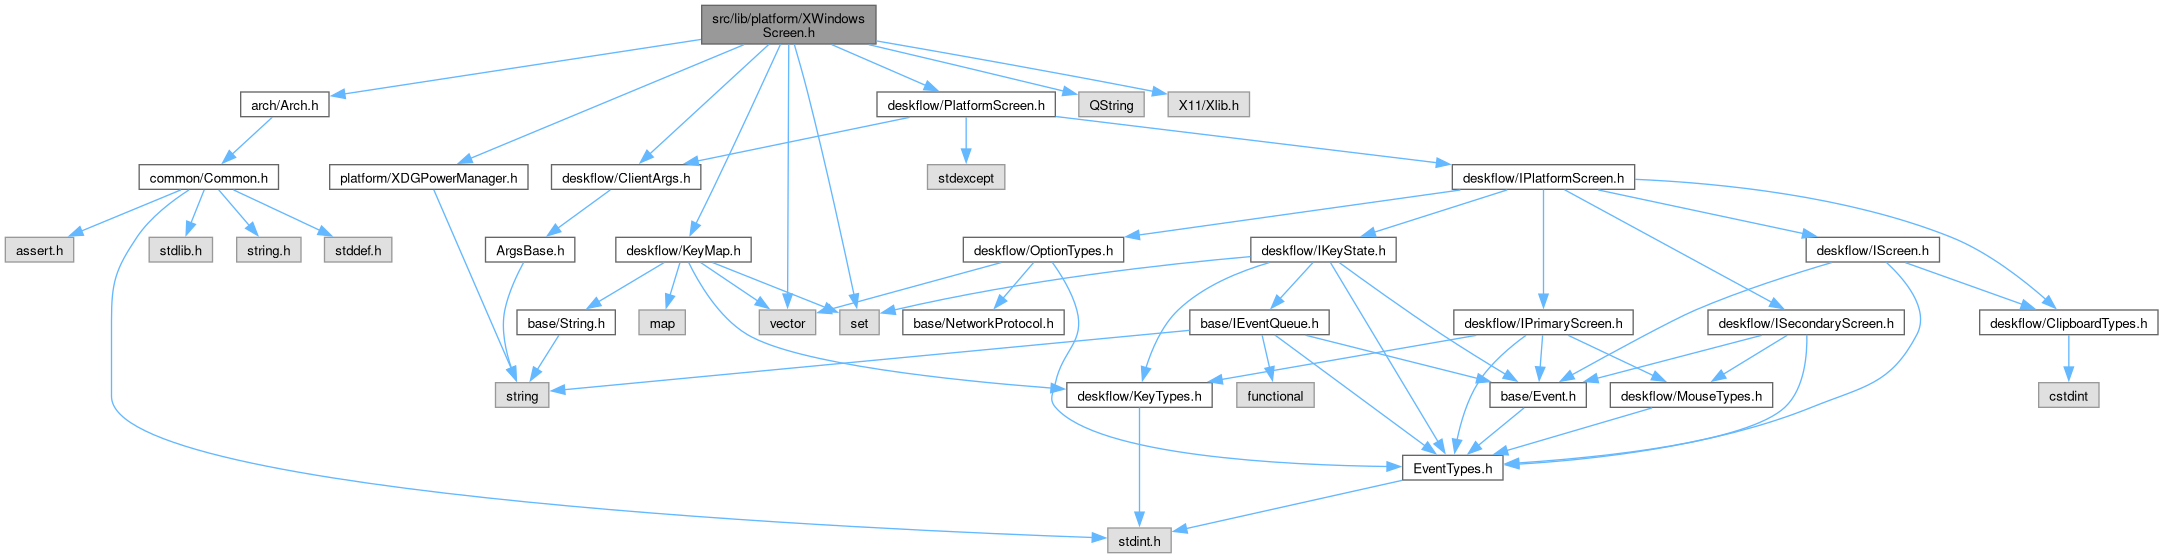 src/lib/platform/XWindows
Screen.h
arch/Arch.h
deskflow/PlatformScreen.h
QString
X11/Xlib.h
common/Common.h
platform/XDGPowerManager.h
deskflow/ClientArgs.h
stdexcept
deskflow/IPlatformScreen.h
assert.h
stdlib.h
string.h
stddef.h
ArgsBase.h
deskflow/KeyMap.h
deskflow/OptionTypes.h
deskflow/IKeyState.h
deskflow/IScreen.h
base/String.h
map
vector
set
base/NetworkProtocol.h
base/IEventQueue.h
deskflow/IPrimaryScreen.h
deskflow/ISecondaryScreen.h
deskflow/ClipboardTypes.h
string
deskflow/KeyTypes.h
functional
base/Event.h
deskflow/MouseTypes.h
cstdint
EventTypes.h
stdint.h